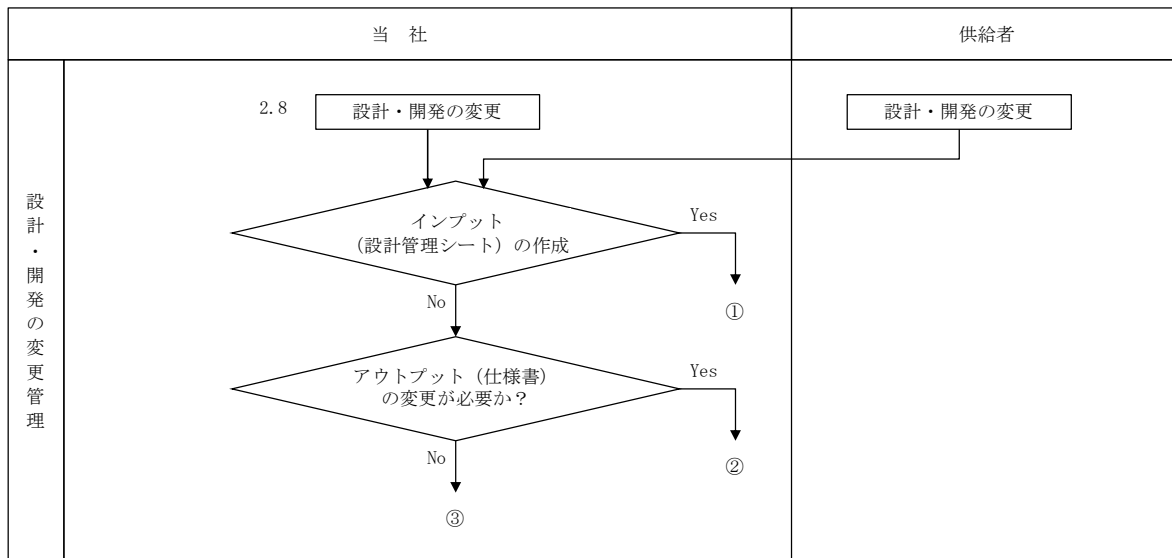 当　社
供給者
設計・開発の変更管理
2.8
設計・開発の変更
設計・開発の変更
インプット
（設計管理シート）の作成
Yes
①
No
アウトプット（仕様書）
の変更が必要か？
Yes
②
No
③